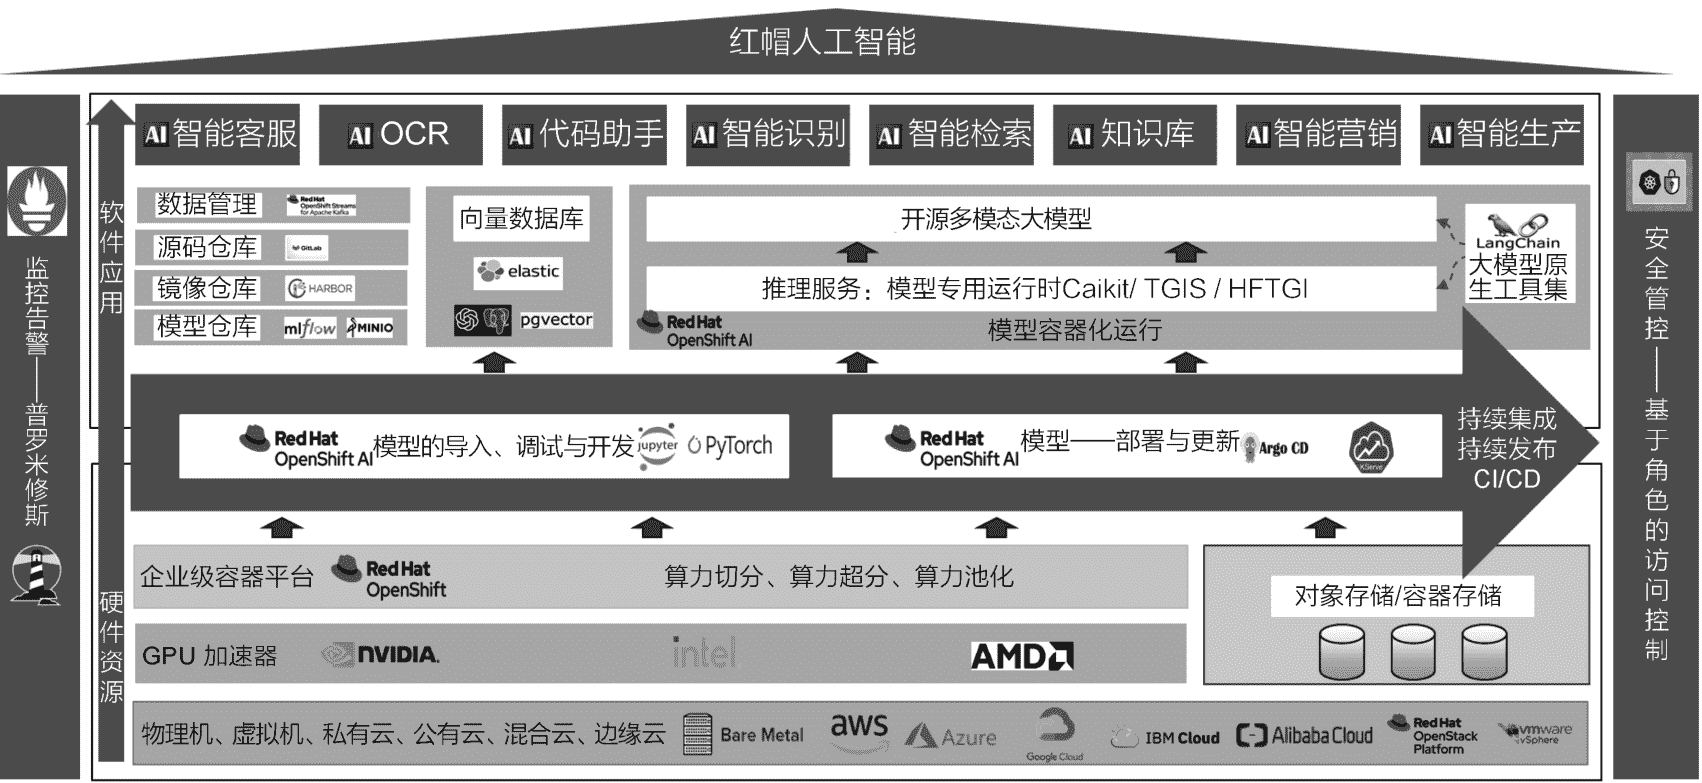 红帽人工智能
监控告警——普罗米修斯
软件应用
硬件资源
AI 智能客服
AI OCR
AI 代码助手
AI 智能识别
AI 智能检索
AI 知识库
AI 智能营销
AI 智能生产
数据管理
Red Hat
OpenShift Streams
for Apache Kafka
源码仓库
GitLab
镜像仓库
HARBOR
模型仓库
mlflow
MINIO
向量数据库
elastic
pgvector
开源多模态大模型
推理服务：模型专用运行时Caikit/ TGIS / HFTGI
Red Hat
OpenShift AI
模型容器化运行
LangChain
大模型原
生工具集
Red Hat
OpenShift AI
模型的导入、调试与开发
jupyter
PyTorch
Red Hat
OpenShift AI
模型——部署与更新
Argo CD
KServe
持续集成
持续发布
CI/CD
企业级容器平台
Red Hat
OpenShift
算力切分、算力超分、算力池化
对象存储/容器存储
GPU 加速器
NVIDIA.
intel
AMD
物理机、虚拟机、私有云、公有云、混合云、边缘云
Bare Metal
aws
Azure
Google Cloud
IBM Cloud
Alibaba Cloud
Red Hat
OpenStack
Platform
vmware
vSphere
安全管控——基于角色的访问控制